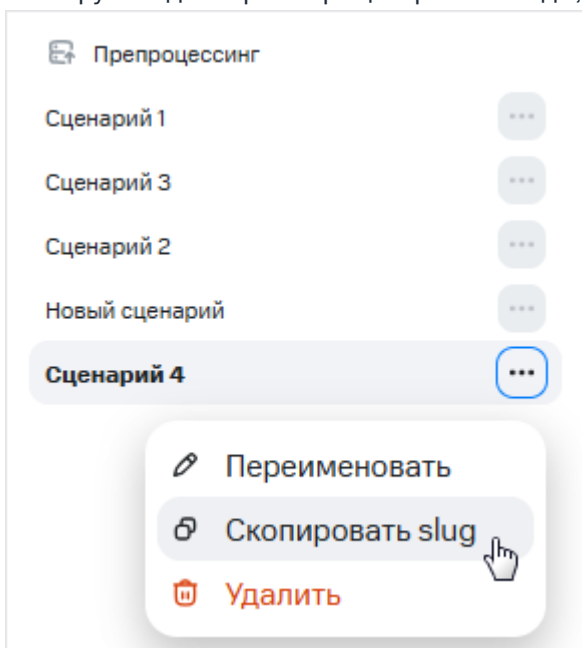 Препроцессинг
Сценарий 1
Сценарий 3
Сценарий 2
Новый сценарий
Сценарий 4
Переименовать
Скопировать slug
Удалить